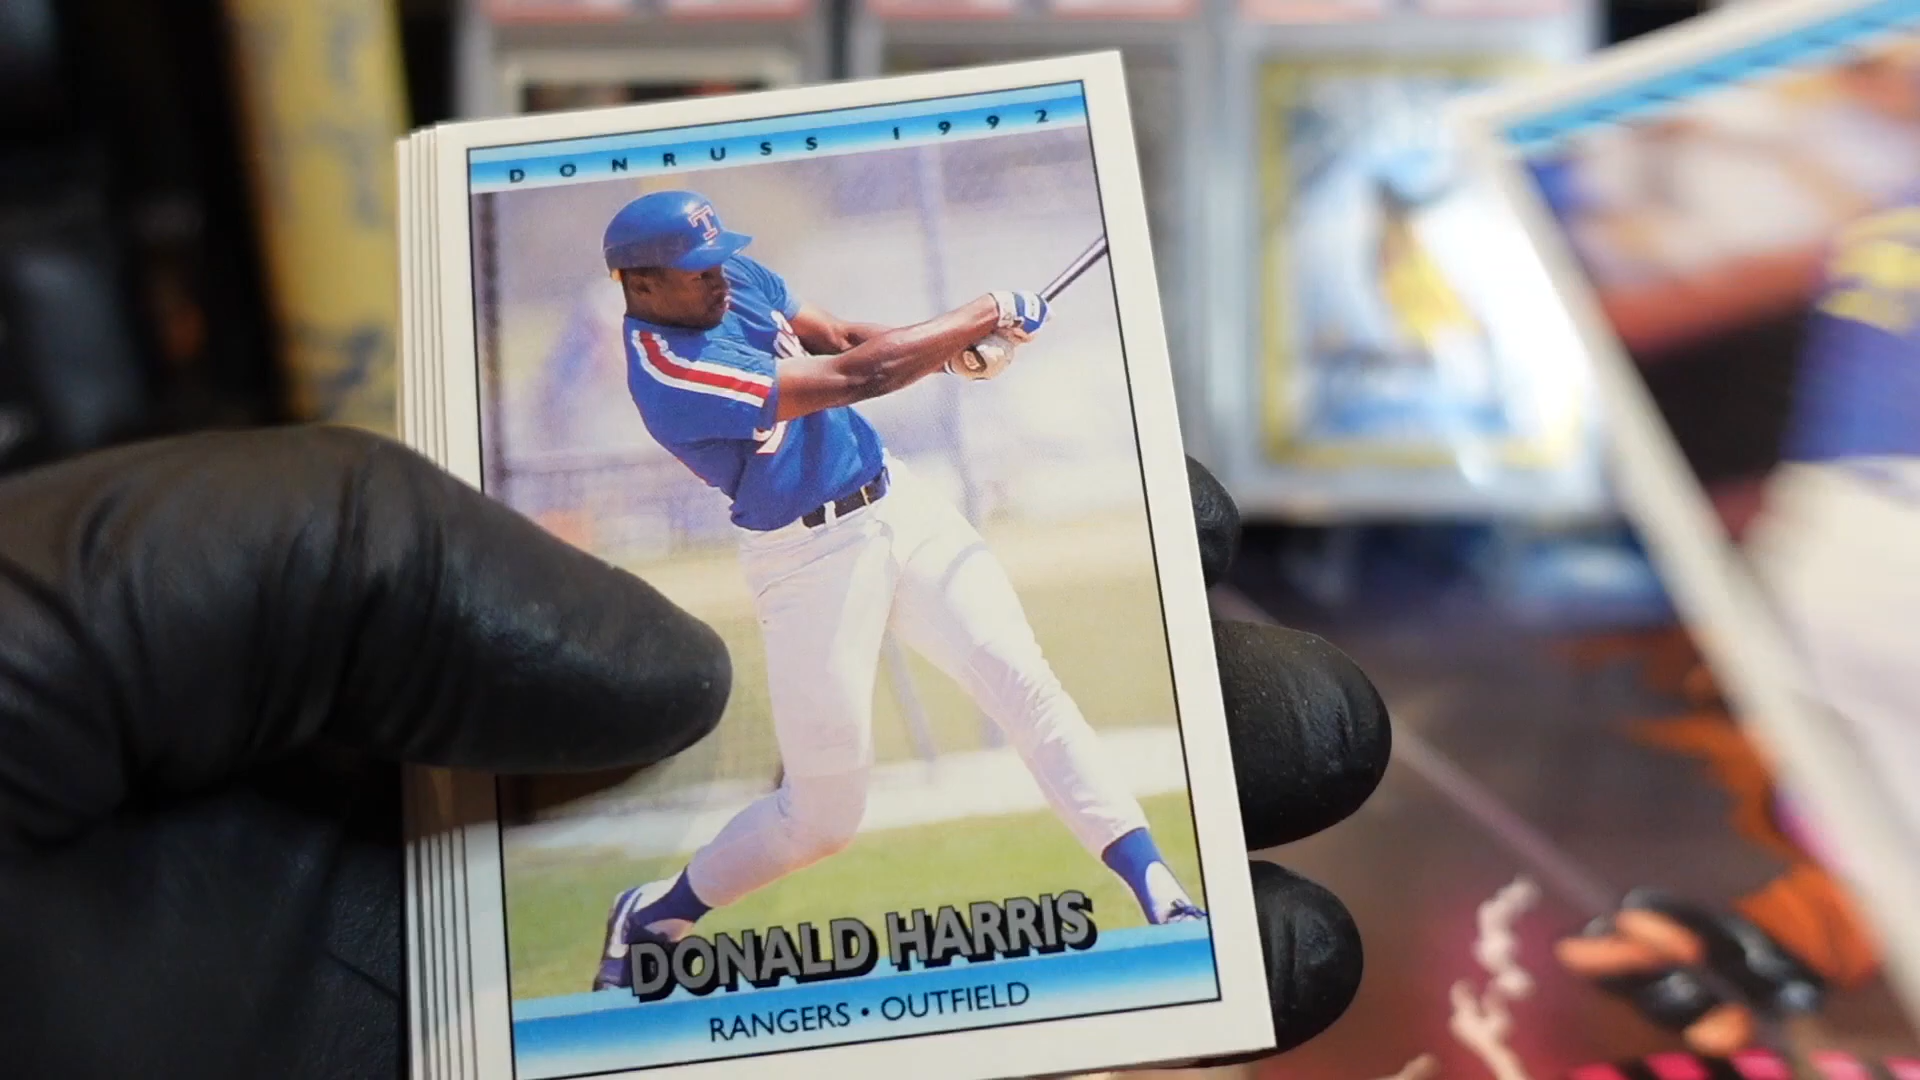 DONRUSS 1992
T
DONALD HARRIS
RANGERS • OUTFIELD